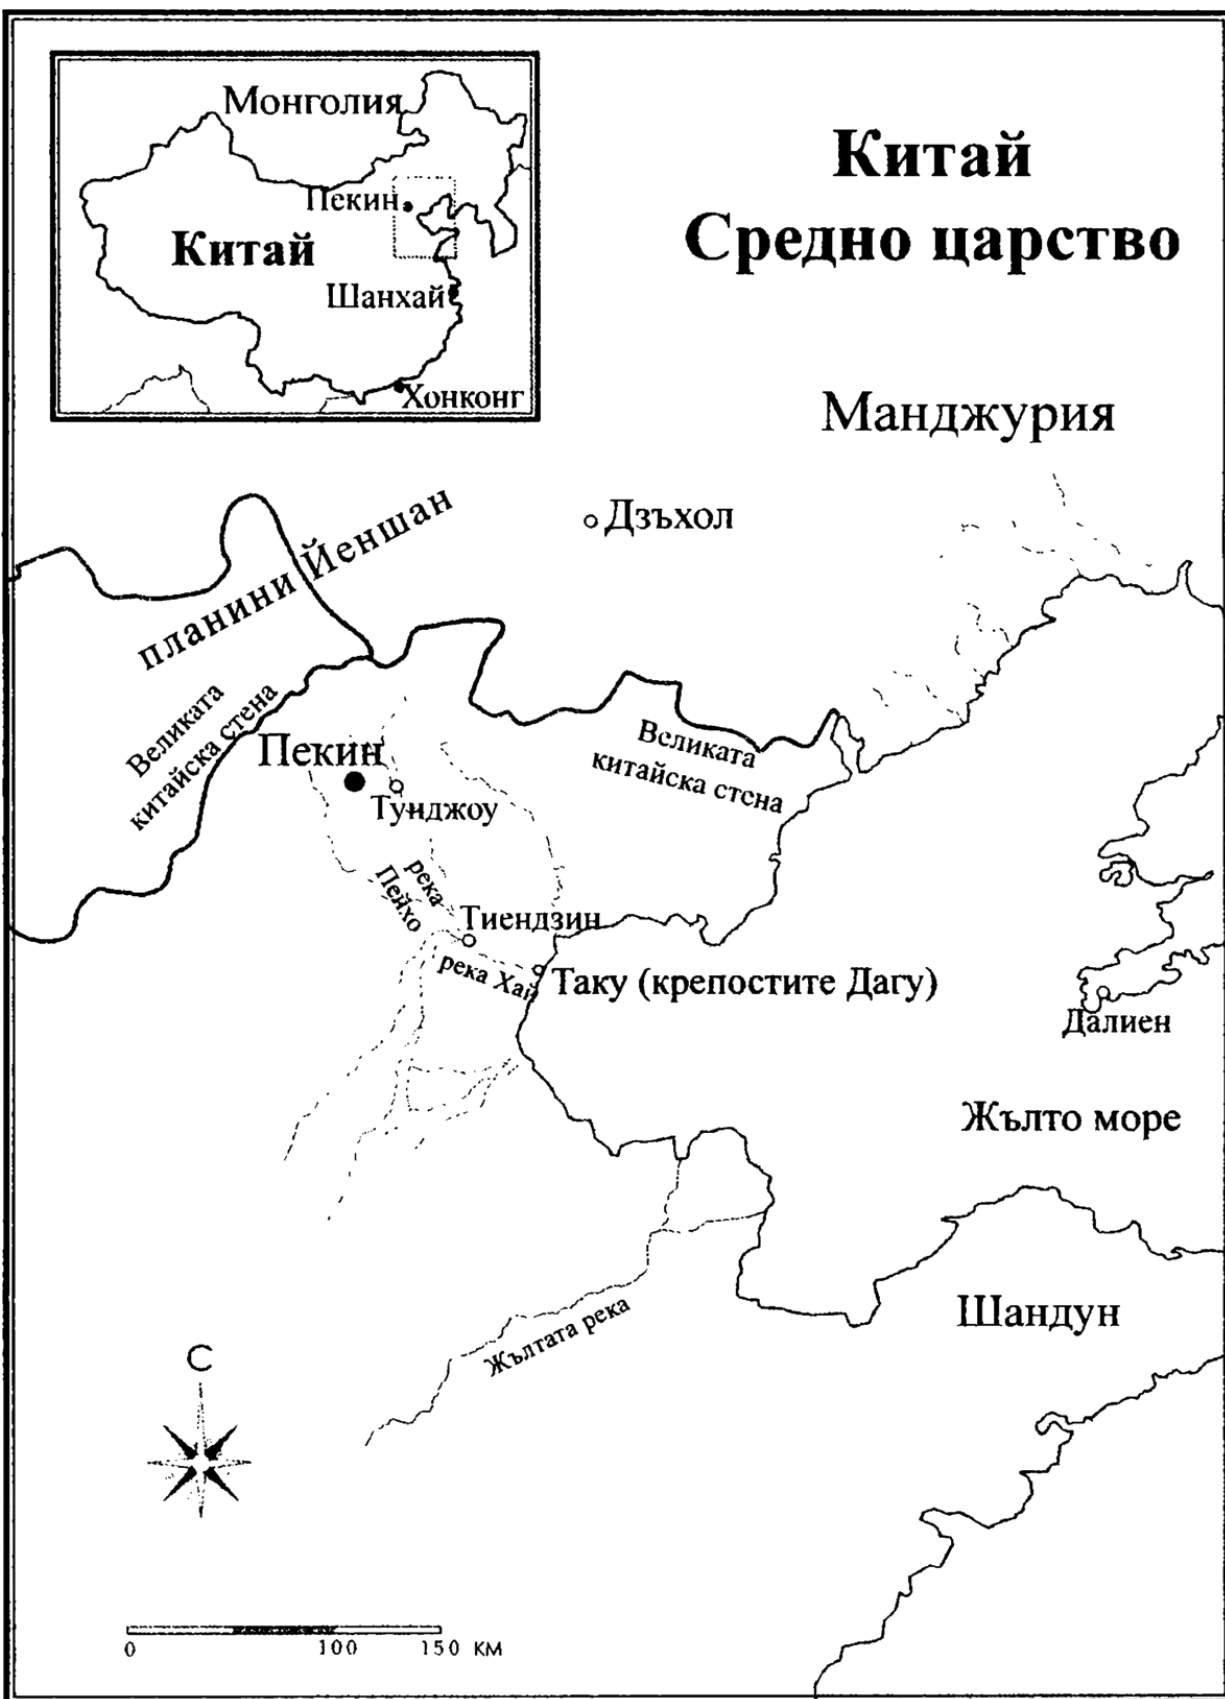 Монголия
Пекин
Китай
Шанхай
Хонконг
Китай
Средно царство
Манджурия
Дзъхол
планини Йеншан
Великата
китайска стена
Пекин
Тунджоу
Великата
китайска стена
река
Пейхо
Тиендзин
река Хай
Таку (крепостите Дагу)
Далиен
Жълто море
Шандун
Жълтата река
С
0 100 150 км